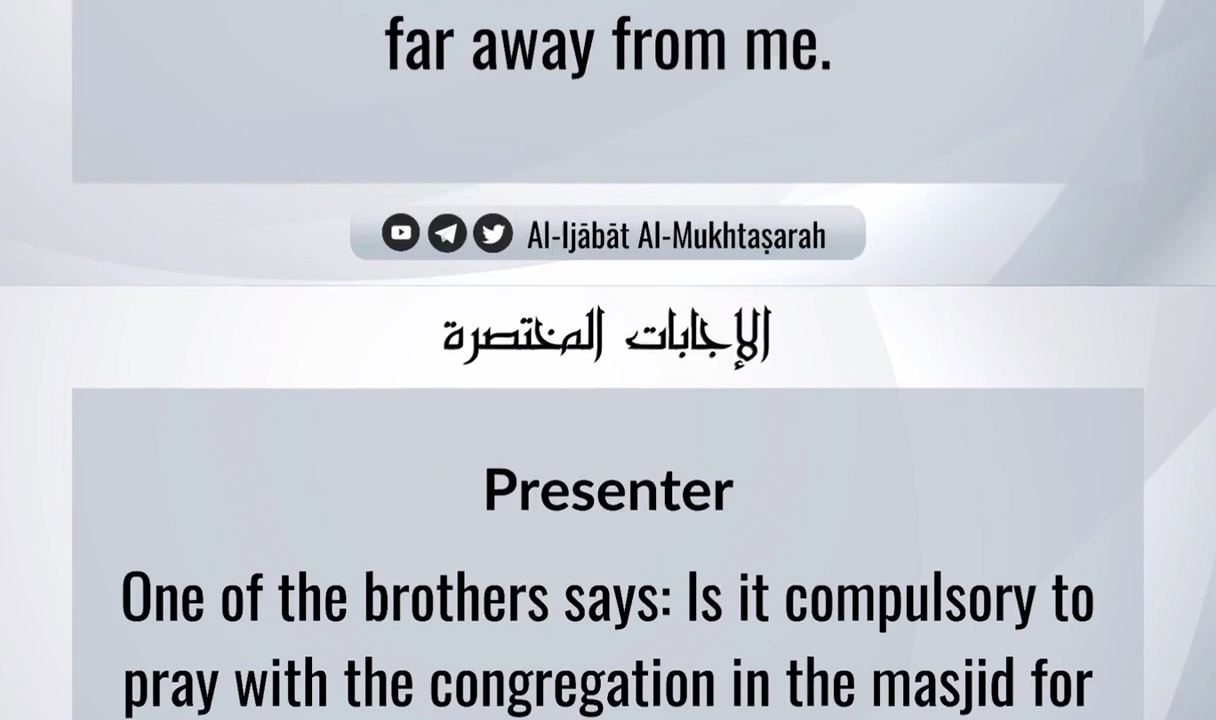 far away from me.
Al-Ijābāt Al-Mukhtaṣarah
الإجابات المختصرة
Presenter
One of the brothers says: Is it compulsory to
pray with the congregation in the masjid for